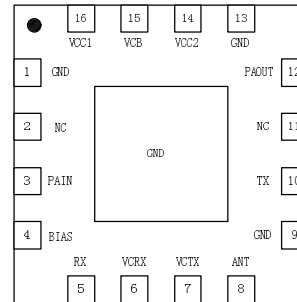 16 15 14 13
VCC1 VCB VCC2 GND
1 GND PAOUT 12
2 NC NC 11
GND
3 PAIN TX 10
4 BIAS GND 9
RX VCRX VCTX ANT
5 6 7 8